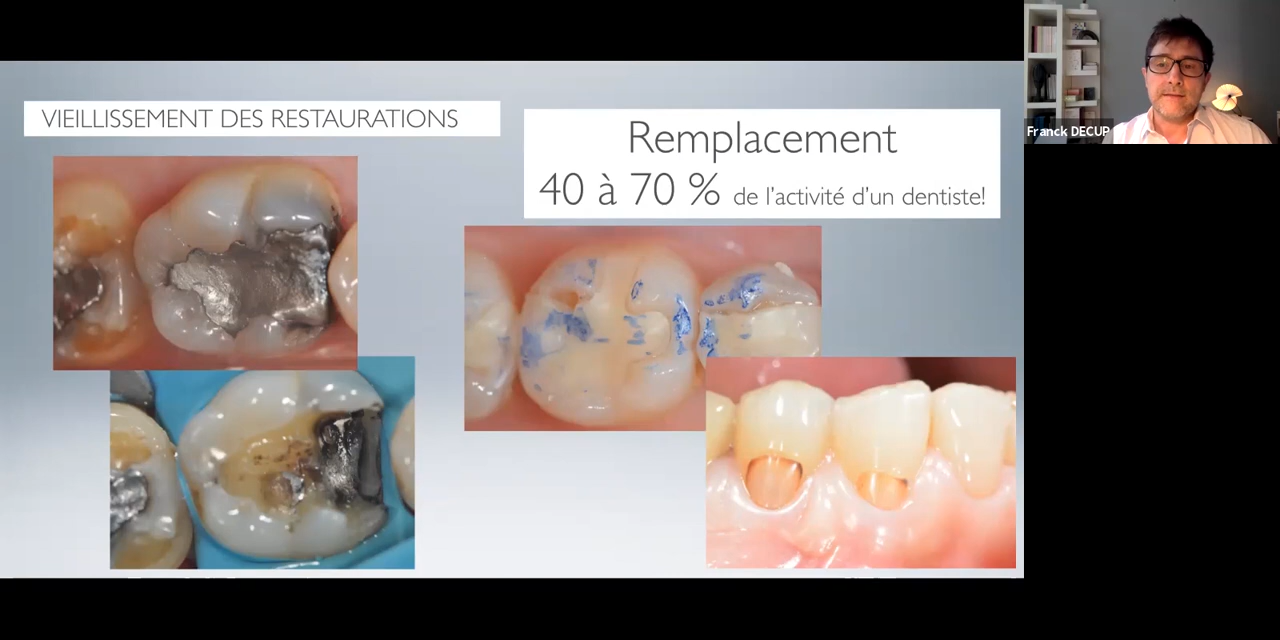 VIEILLISSEMENT DES RESTAURATIONS
Remplacement
40 à 70 % de l'activité d'un dentiste!
Franck DECUP